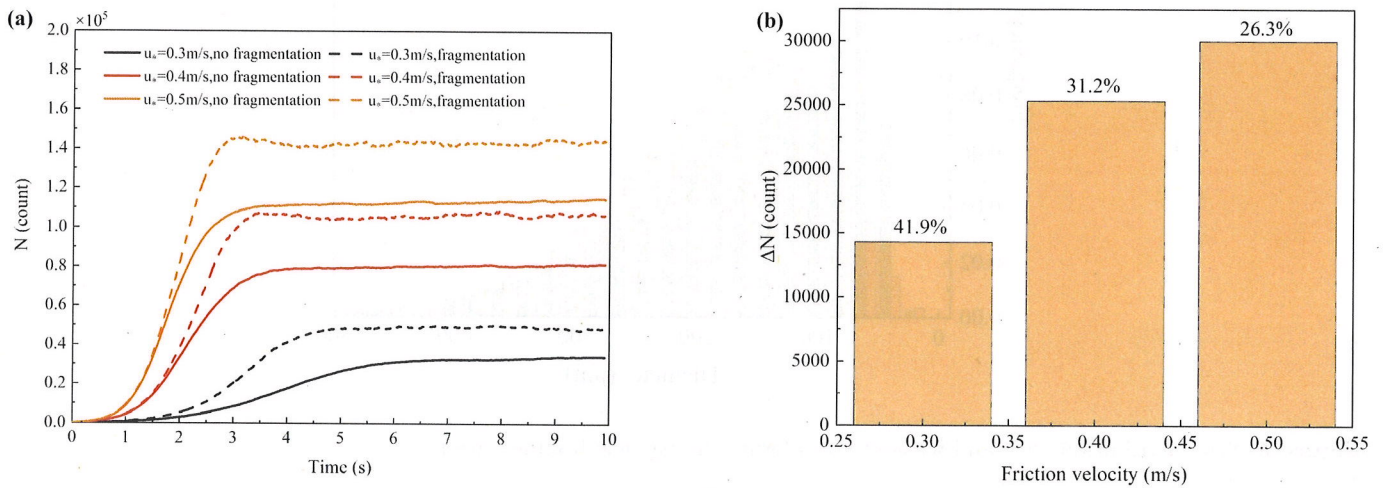 (a)
×10⁵
2.0
1.8
1.6
1.4
1.2
1.0
0.8
0.6
0.4
0.2
0.0
N (count)
u*=0.3m/s,no fragmentation
u*=0.3m/s,fragmentation
u*=0.4m/s,no fragmentation
u*=0.4m/s,fragmentation
u*=0.5m/s,no fragmentation
u*=0.5m/s,fragmentation
0 1 2 3 4 5 6 7 8 9 10
Time (s)
(b)
30000
25000
20000
15000
10000
5000
0
ΔN (count)
41.9%
31.2%
26.3%
0.25 0.30 0.35 0.40 0.45 0.50 0.55
Friction velocity (m/s)